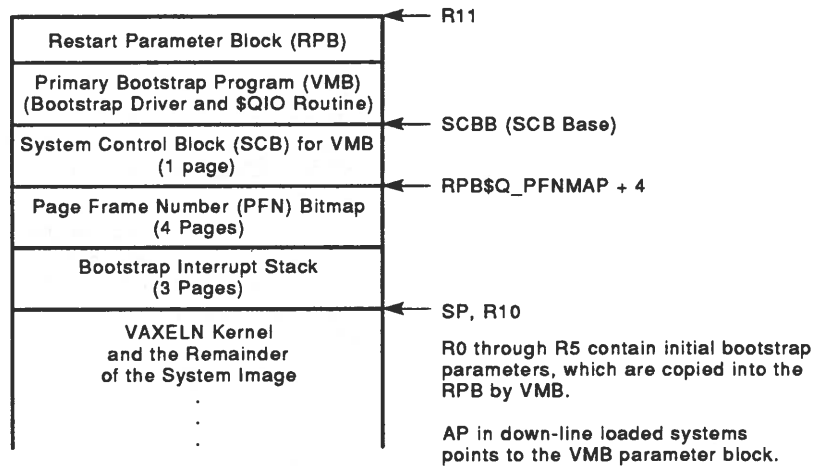 R11
Restart Parameter Block (RPB)
Primary Bootstrap Program (VMB)
(Bootstrap Driver and $QIO Routine)
SCBB (SCB Base)
System Control Block (SCB) for VMB
(1 page)
RPB$Q_PFNMAP + 4
Page Frame Number (PFN) Bitmap
(4 Pages)
Bootstrap Interrupt Stack
(3 Pages)
SP, R10
VAXELN Kernel
and the Remainder
of the System Image
.
.
.
R0 through R5 contain initial bootstrap
parameters, which are copied into the
RPB by VMB.
AP in down-line loaded systems
points to the VMB parameter block.